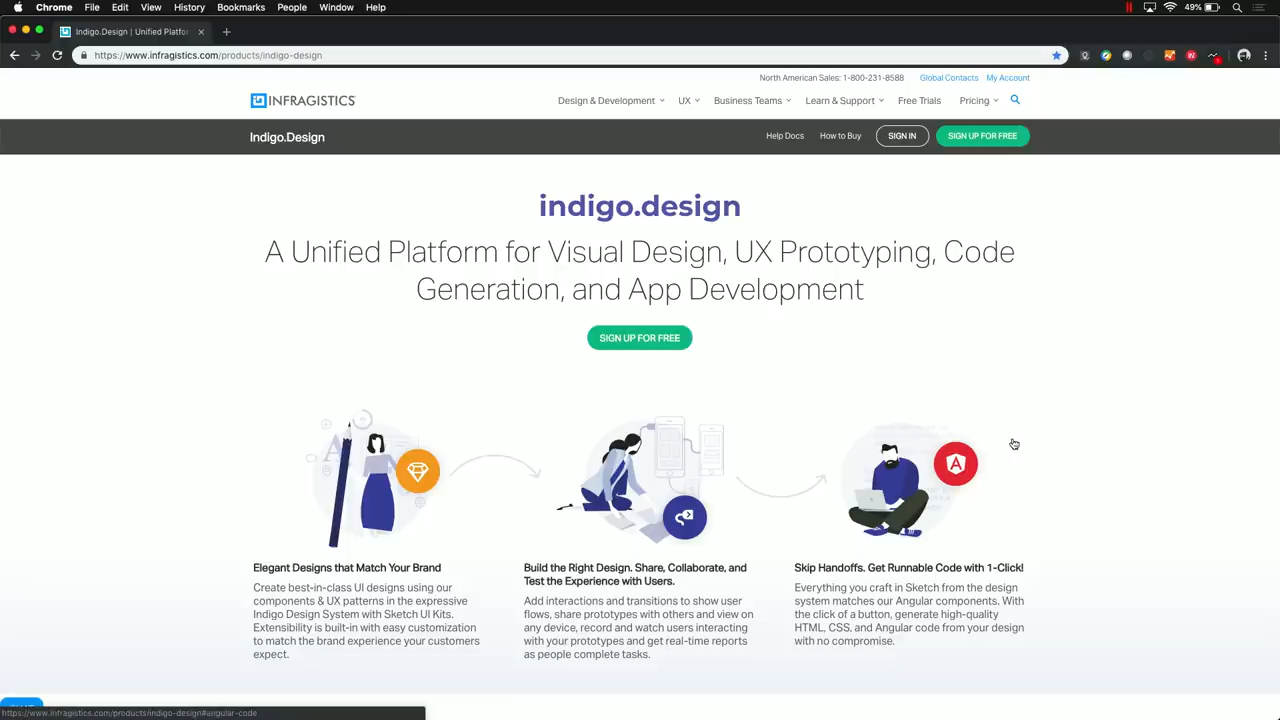 Chrome File Edit View History Bookmarks People Window Help 49%
Indigo.Design | Unified Platfor
https://www.infragistics.com/products/indigo-design
North American Sales: 1-800-231-8588 Global Contacts My Account
INFRAGISTICS Design & Development UX Business Teams Learn & Support Free Trials Pricing
Indigo.Design Help Docs How to Buy SIGN IN SIGN UP FOR FREE
indigo.design
A Unified Platform for Visual Design, UX Prototyping, Code
Generation, and App Development
SIGN UP FOR FREE
Elegant Designs that Match Your Brand
Create best-in-class UI designs using our
components & UX patterns in the expressive
Indigo Design System with Sketch UI Kits.
Extensibility is built-in with easy customization
to match the brand experience your customers
expect.
Build the Right Design. Share, Collaborate, and
Test the Experience with Users.
Add interactions and transitions to show user
flows, share prototypes with others and view on
any device, record and watch users interacting
with your prototypes and get real-time reports
as people complete tasks.
Skip Handoffs. Get Runnable Code with 1-Click!
Everything you craft in Sketch from the design
system matches our Angular components. With
the click of a button, generate high-quality
HTML, CSS, and Angular code from your design
with no compromise.
https://www.infragistics.com/products/indigo-design#angular-code